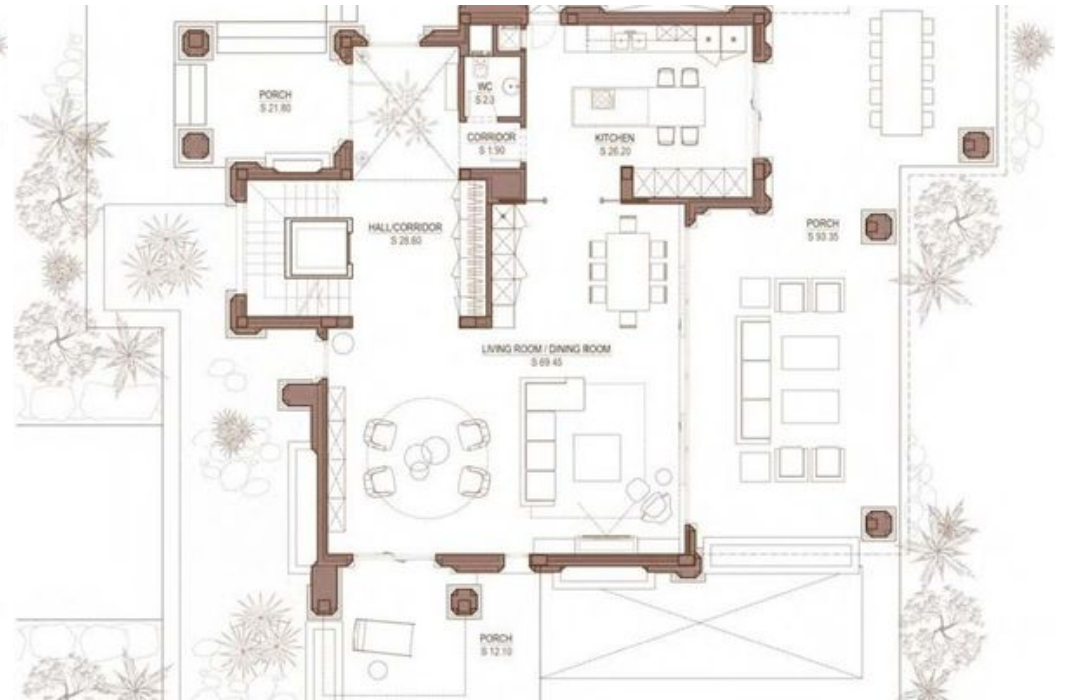 PORCH
S 21.80
WC
S 2.3
CORRIDOR
S 1.90
KITCHEN
S 26.20
HALL/CORRIDOR
S 28.60
PORCH
S 93.35
LIVING ROOM / DINING ROOM
S 69.45
PORCH
S 12.10